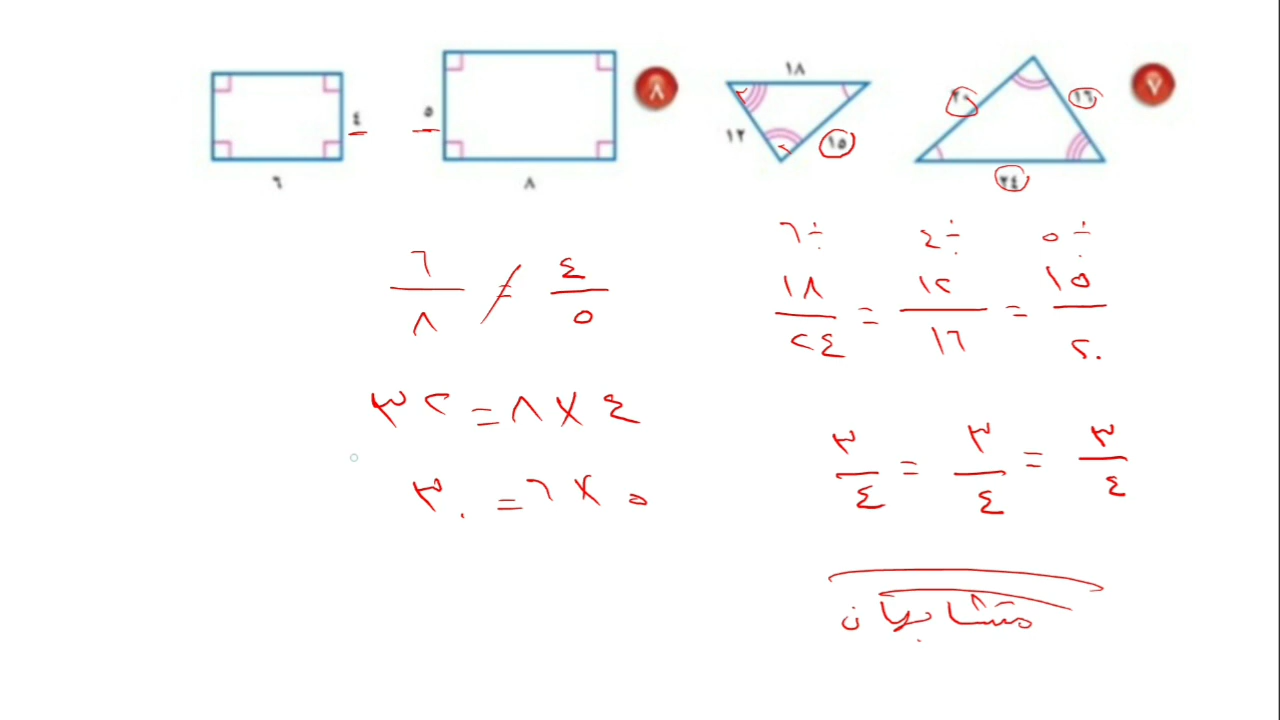 ٧
٢٠
١٦
٢٤
١٨
١٢
١٥
٨
٥
٨
٤
٦
÷ ٥ ÷ ٤ ÷ ٦
١٥/٢٠ = ١٢/١٦ = ١٨/٢٤
٣/٤ = ٣/٤ = ٣/٤
متشابهان
٤/٥ ≠ ٦/٨
٤ × ٨ = ٣٢
٥ × ٦ = ٣٠